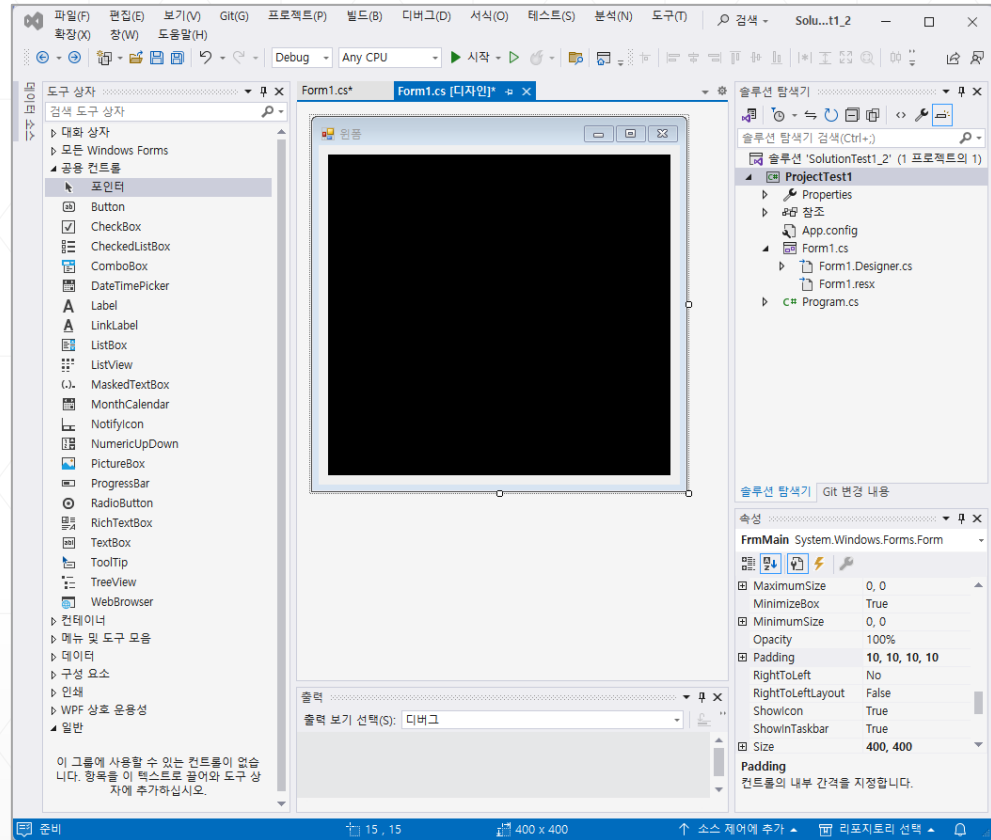 파일(F) 편집(E) 보기(V) Git(G) 프로젝트(P) 빌드(B) 디버그(D) 서식(O) 테스트(S) 분석(N) 도구(T) 검색 Solu...t1_2
확장(X) 창(W) 도움말(H)
Debug Any CPU 시작
데이터 소스
도구 상자
검색 도구 상자
대화 상자
모든 Windows Forms
공용 컨트롤
포인터
Button
CheckBox
CheckedListBox
ComboBox
DateTimePicker
Label
LinkLabel
ListBox
ListView
MaskedTextBox
MonthCalendar
NotifyIcon
NumericUpDown
PictureBox
ProgressBar
RadioButton
RichTextBox
TextBox
ToolTip
TreeView
WebBrowser
컨테이너
메뉴 및 도구 모음
데이터
구성 요소
인쇄
WPF 상호 운용성
일반
이 그룹에 사용할 수 있는 컨트롤이 없습
니다. 항목을 이 텍스트로 끌어와 도구 상
자에 추가하십시오.
Form1.cs* Form1.cs [디자인]*
윈폼
출력
출력 보기 선택(S): 디버그
솔루션 탐색기
솔루션 탐색기 검색(Ctrl+;)
솔루션 'SolutionTest1_2' (1 프로젝트의 1)
C# ProjectTest1
Properties
참조
App.config
Form1.cs
Form1.Designer.cs
Form1.resx
C# Program.cs
솔루션 탐색기 Git 변경 내용
속성
FrmMain System.Windows.Forms.Form
MaximumSize 0, 0
MinimizeBox True
MinimumSize 0, 0
Opacity 100%
Padding 10, 10, 10, 10
RightToLeft No
RightToLeftLayout False
ShowIcon True
ShowInTaskbar True
Size 400, 400
Padding
컨트롤의 내부 간격을 지정합니다.
준비 15 , 15 400 x 400 소스 제어에 추가 리포지토리 선택